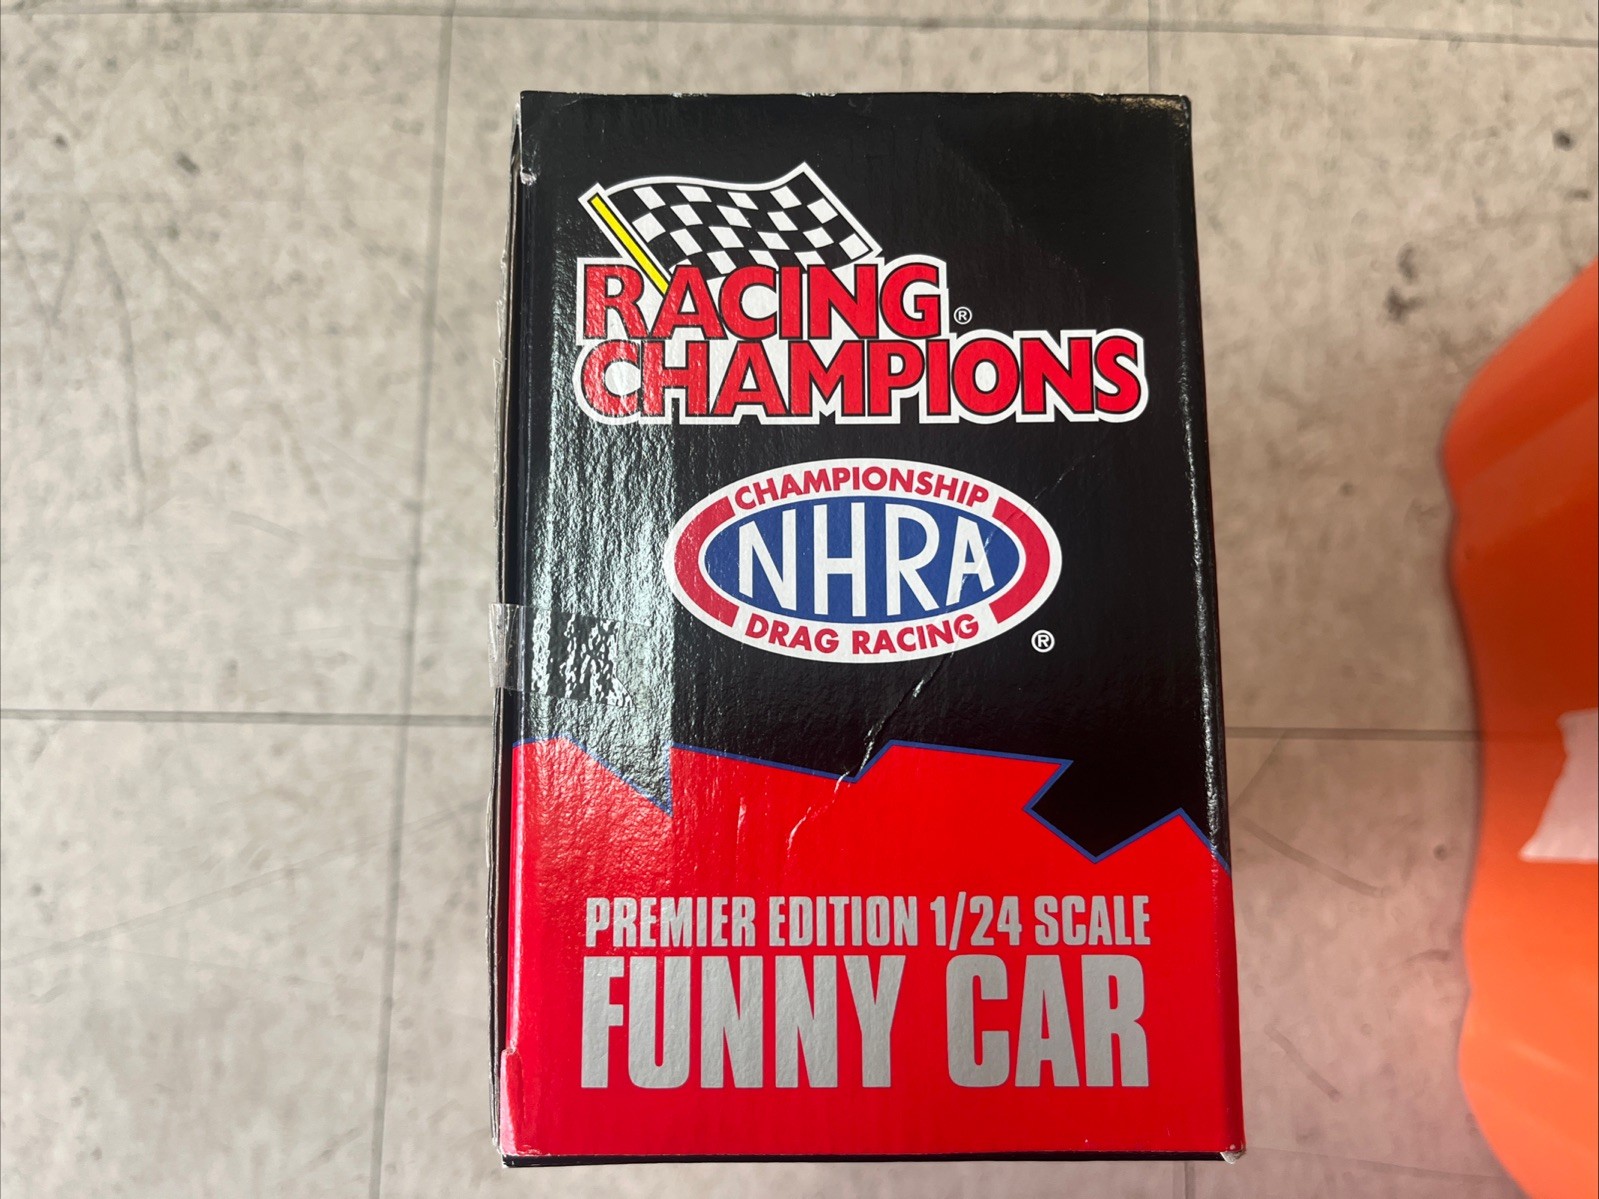 RACING ®
CHAMPIONS
CHAMPIONSHIP
NHRA
DRAG RACING ®
PREMIER EDITION 1/24 SCALE
FUNNY CAR